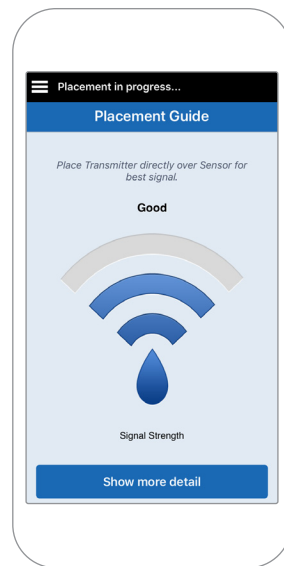 Placement in progress...
Placement Guide
Place Transmitter directly over Sensor for
best signal.
Good
Signal Strength
Show more detail